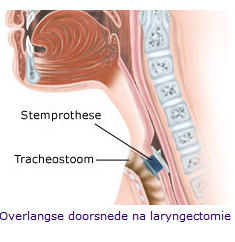 Stemprothese
Tracheostoom
Overlangse doorsnede na laryngectomie